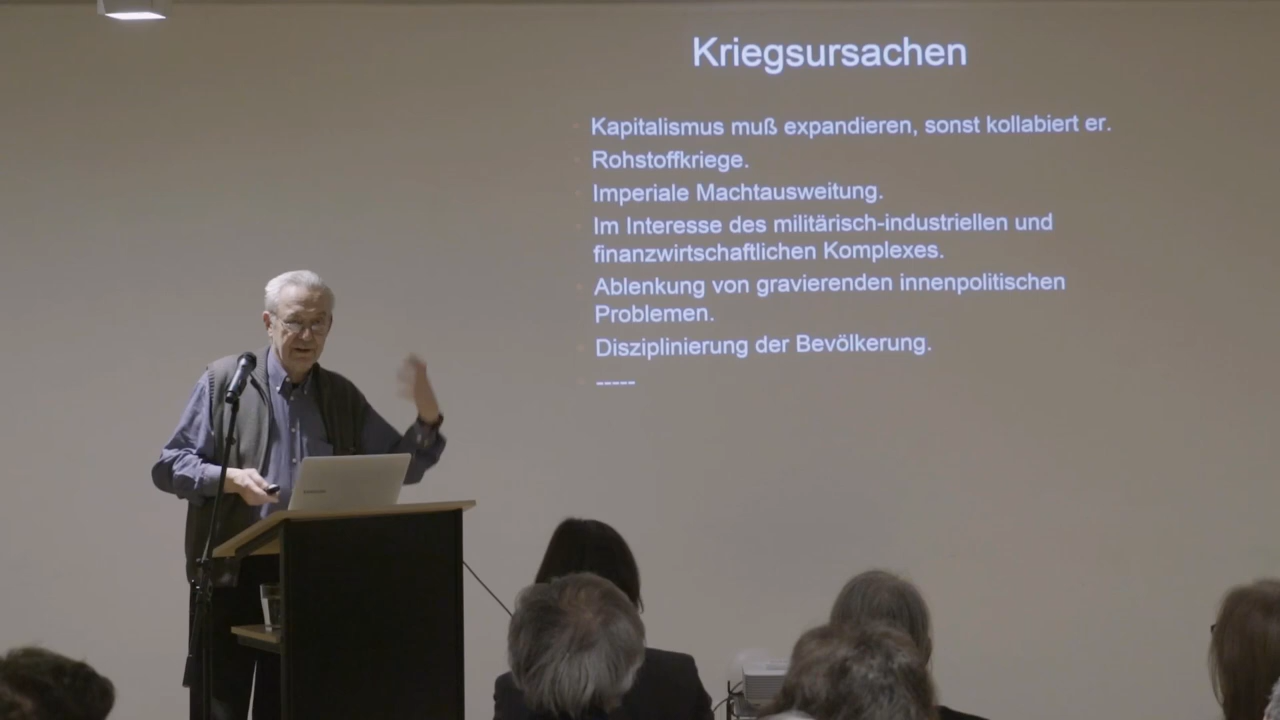 Kriegsursachen
Kapitalismus muß expandieren, sonst kollabiert er.
Rohstoffkriege.
Imperiale Machtausweitung.
Im Interesse des militärisch-industriellen und
finanzwirtschaftlichen Komplexes.
Ablenkung von gravierenden innenpolitischen
Problemen.
Disziplinierung der Bevölkerung.
-----